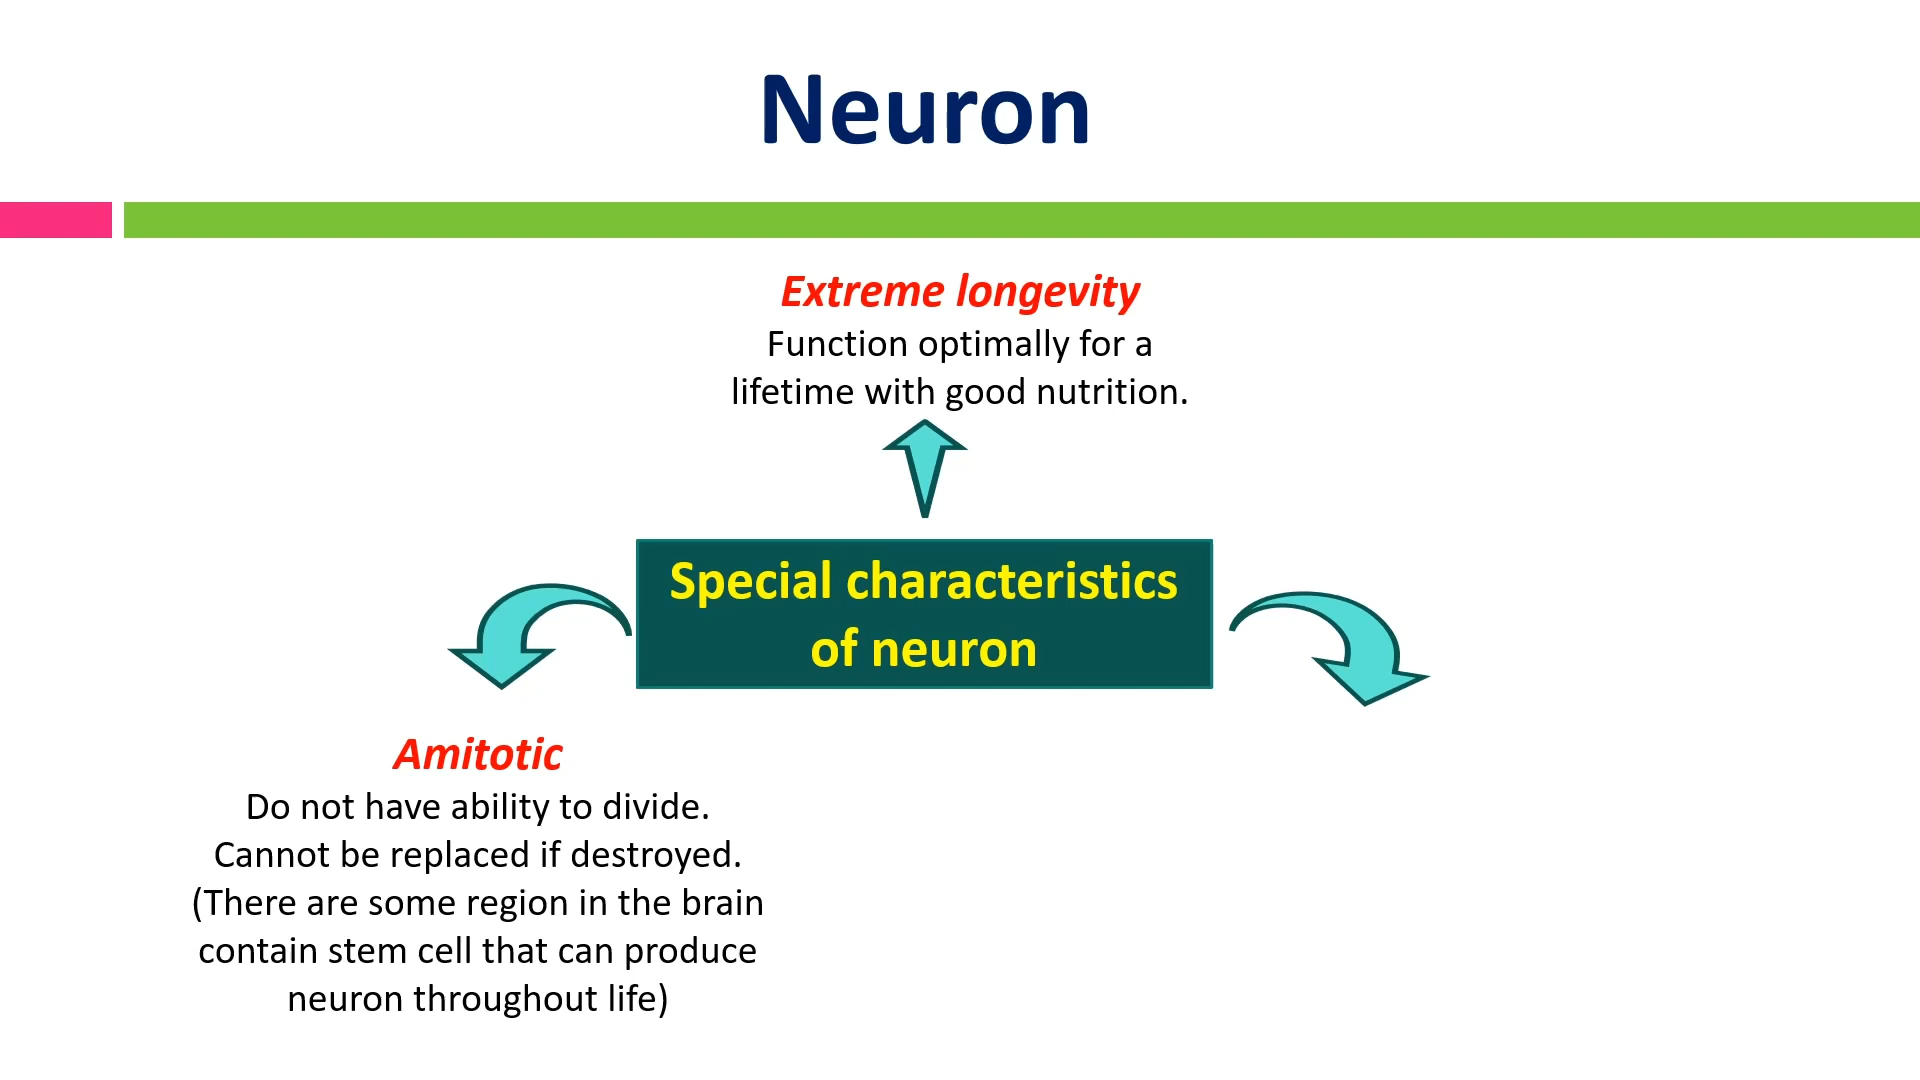 Neuron
Extreme longevity
Function optimally for a
lifetime with good nutrition.
Special characteristics
of neuron
Amitotic
Do not have ability to divide.
Cannot be replaced if destroyed.
(There are some region in the brain
contain stem cell that can produce
neuron throughout life)